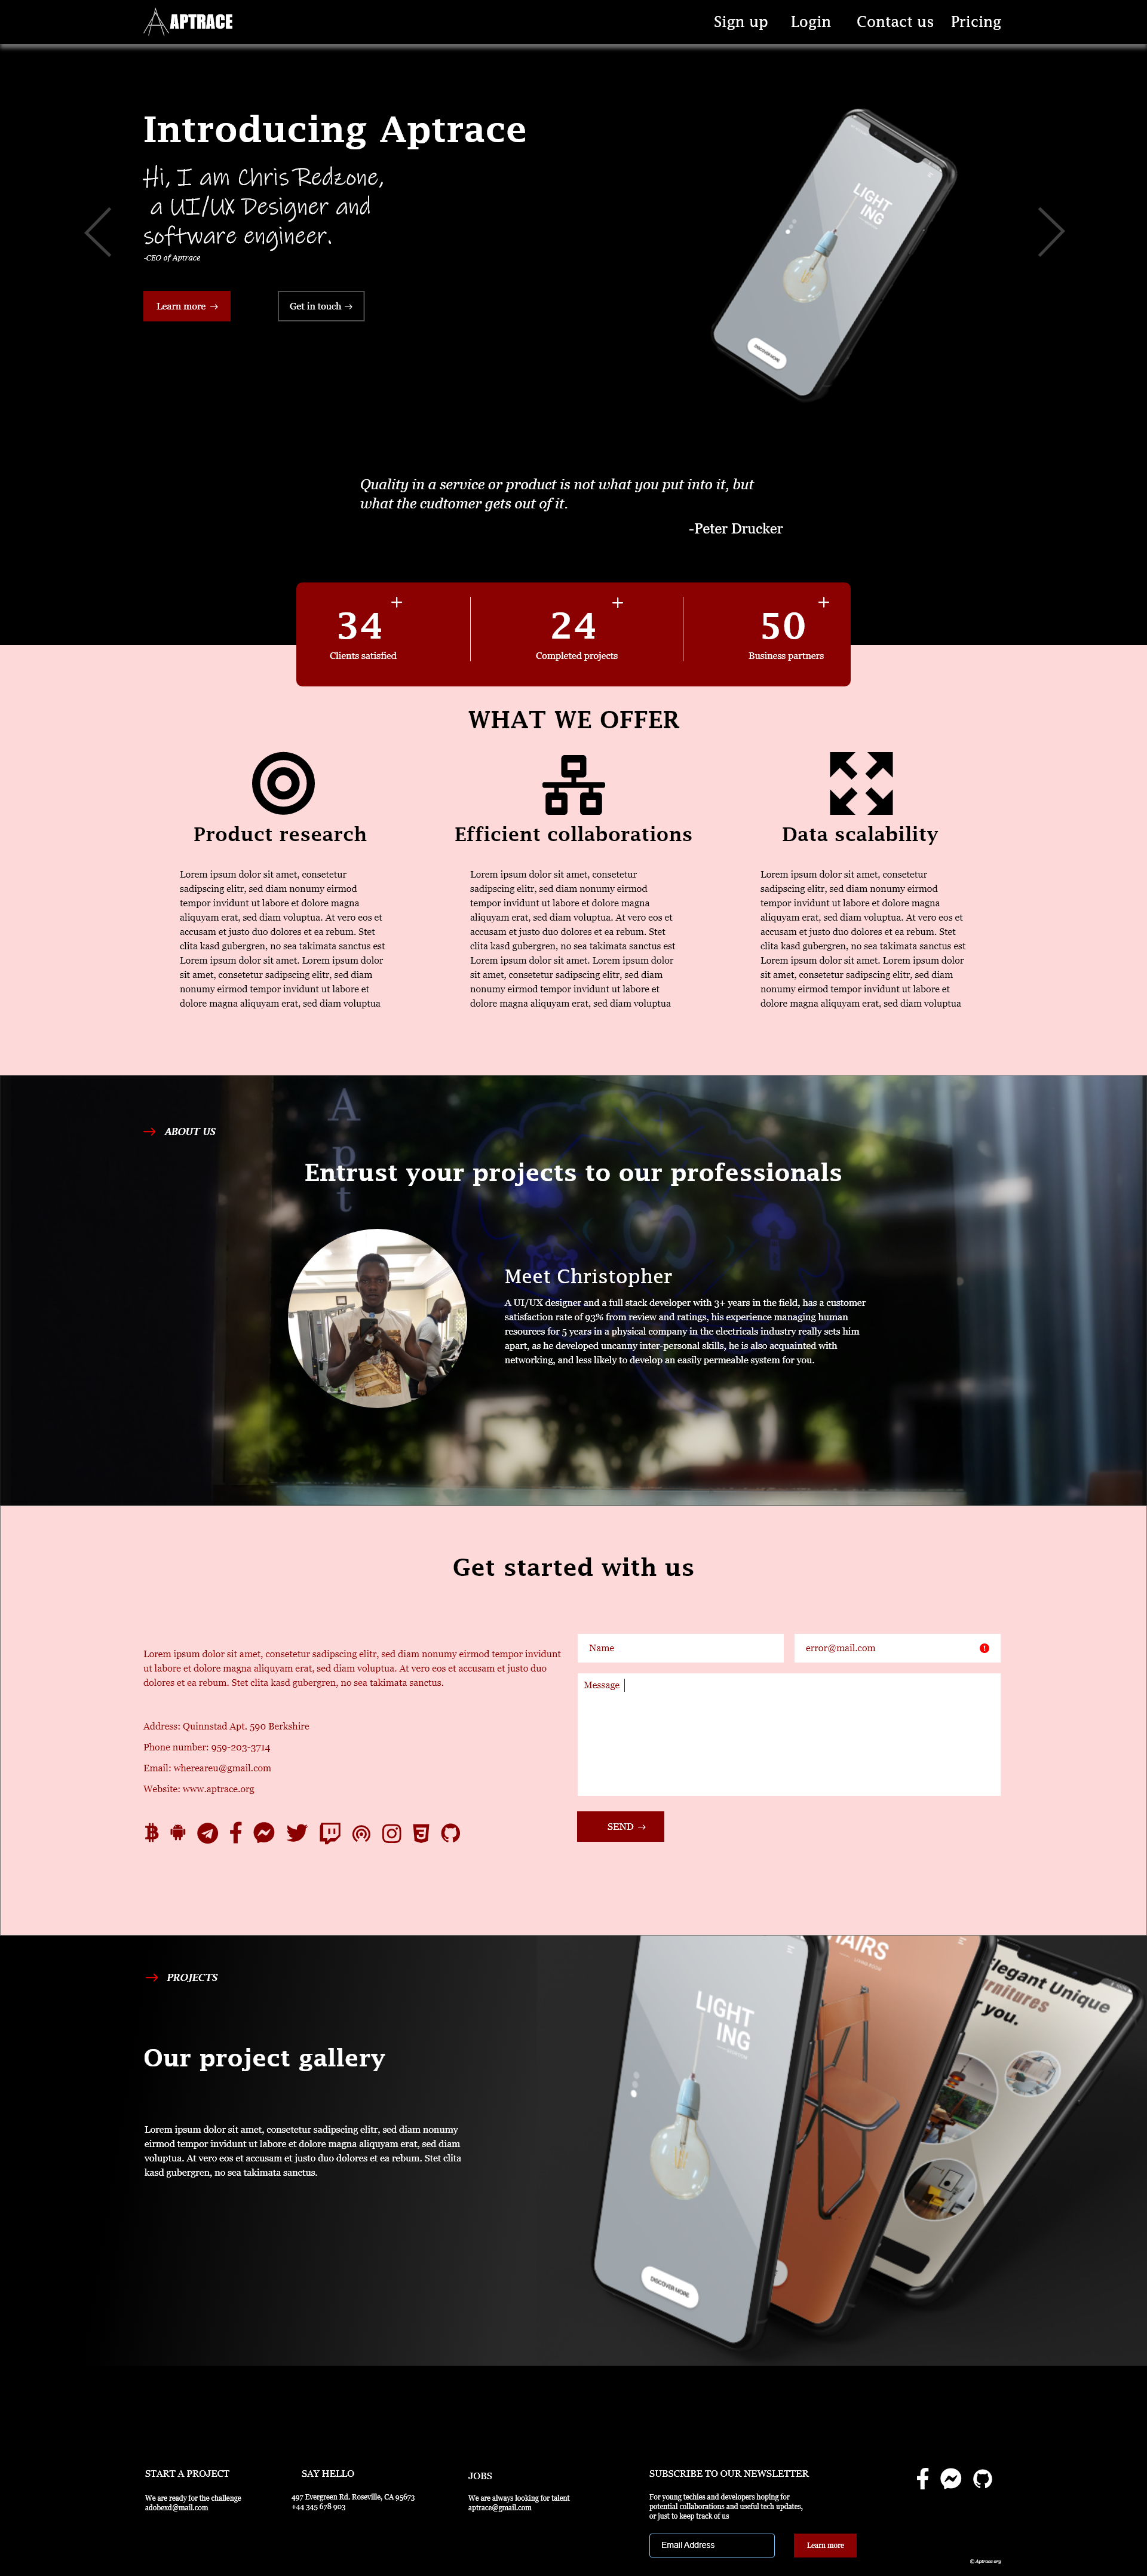 APTRACE
Sign up Login Contact us Pricing
Introducing Aptrace
Hi, I am Chris Redzone,
a UI/UX Designer and
software engineer.
-CEO of Aptrace
Learn more →
Get in touch →
LIGHT
ING
DISCOVER MORE
Quality in a service or product is not what you put into it, but
what the cudtomer gets out of it.
-Peter Drucker
34 +
Clients satisfied
24 +
Completed projects
50 +
Business partners
WHAT WE OFFER
Product research
Lorem ipsum dolor sit amet, consetetur
sadipscing elitr, sed diam nonumy eirmod
tempor invidunt ut labore et dolore magna
aliquyam erat, sed diam voluptua. At vero eos et
accusam et justo duo dolores et ea rebum. Stet
clita kasd gubergren, no sea takimata sanctus est
Lorem ipsum dolor sit amet. Lorem ipsum dolor
sit amet, consetetur sadipscing elitr, sed diam
nonumy eirmod tempor invidunt ut labore et
dolore magna aliquyam erat, sed diam voluptua
Efficient collaborations
Lorem ipsum dolor sit amet, consetetur
sadipscing elitr, sed diam nonumy eirmod
tempor invidunt ut labore et dolore magna
aliquyam erat, sed diam voluptua. At vero eos et
accusam et justo duo dolores et ea rebum. Stet
clita kasd gubergren, no sea takimata sanctus est
Lorem ipsum dolor sit amet. Lorem ipsum dolor
sit amet, consetetur sadipscing elitr, sed diam
nonumy eirmod tempor invidunt ut labore et
dolore magna aliquyam erat, sed diam voluptua
Data scalability
Lorem ipsum dolor sit amet, consetetur
sadipscing elitr, sed diam nonumy eirmod
tempor invidunt ut labore et dolore magna
aliquyam erat, sed diam voluptua. At vero eos et
accusam et justo duo dolores et ea rebum. Stet
clita kasd gubergren, no sea takimata sanctus est
Lorem ipsum dolor sit amet. Lorem ipsum dolor
sit amet, consetetur sadipscing elitr, sed diam
nonumy eirmod tempor invidunt ut labore et
dolore magna aliquyam erat, sed diam voluptua
A
p
t
→ ABOUT US
Entrust your projects to our professionals
Meet Christopher
A UI/UX designer and a full stack developer with 3+ years in the field, has a customer
satisfaction rate of 93% from review and ratings, his experience managing human
resources for 5 years in a physical company in the electricals industry really sets him
apart, as he developed uncanny inter-personal skills, he is also acquainted with
networking, and less likely to develop an easily permeable system for you.
Get started with us
Lorem ipsum dolor sit amet, consetetur sadipscing elitr, sed diam nonumy eirmod tempor invidunt
ut labore et dolore magna aliquyam erat, sed diam voluptua. At vero eos et accusam et justo duo
dolores et ea rebum. Stet clita kasd gubergren, no sea takimata sanctus.
Address: Quinnstad Apt. 590 Berkshire
Phone number: 959-203-3714
Email: whereareu@gmail.com
Website: www.aptrace.org
Name
error@mail.com
Message
SEND →
→ PROJECTS
Our project gallery
Lorem ipsum dolor sit amet, consetetur sadipscing elitr, sed diam nonumy
eirmod tempor invidunt ut labore et dolore magna aliquyam erat, sed diam
voluptua. At vero eos et accusam et justo duo dolores et ea rebum. Stet clita
kasd gubergren, no sea takimata sanctus.
LIGHT
ING
DISCOVER MORE
HAIRS
Elegant Unique
urnitures
r you.
START A PROJECT
We are ready for the challenge
adobexd@mail.com
SAY HELLO
497 Evergreen Rd. Roseville, CA 95673
+44 345 678 903
JOBS
We are always looking for talent
aptrace@gmail.com
SUBSCRIBE TO OUR NEWSLETTER
For young techies and developers hoping for
potential collaborations and useful tech updates,
or just to keep track of us
Email Address
Learn more
© Aptrace.org